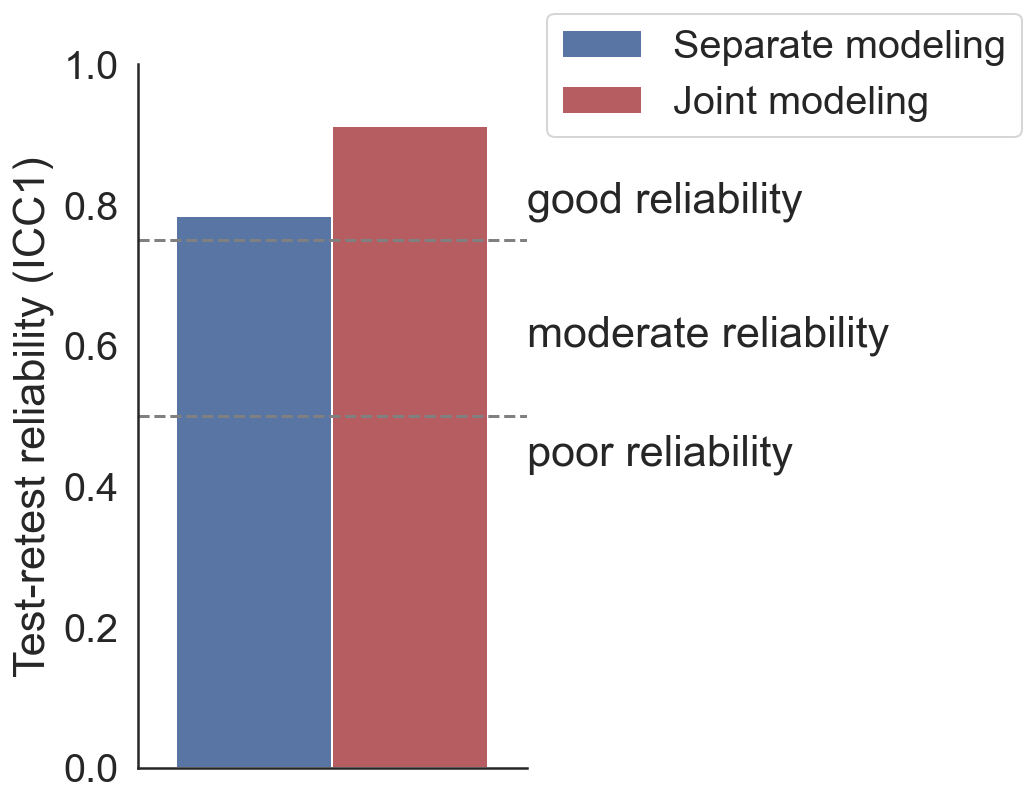 Separate modeling
Joint modeling
Test-retest reliability (ICC1)
1.0
0.8
0.6
0.4
0.2
0.0
good reliability
moderate reliability
poor reliability